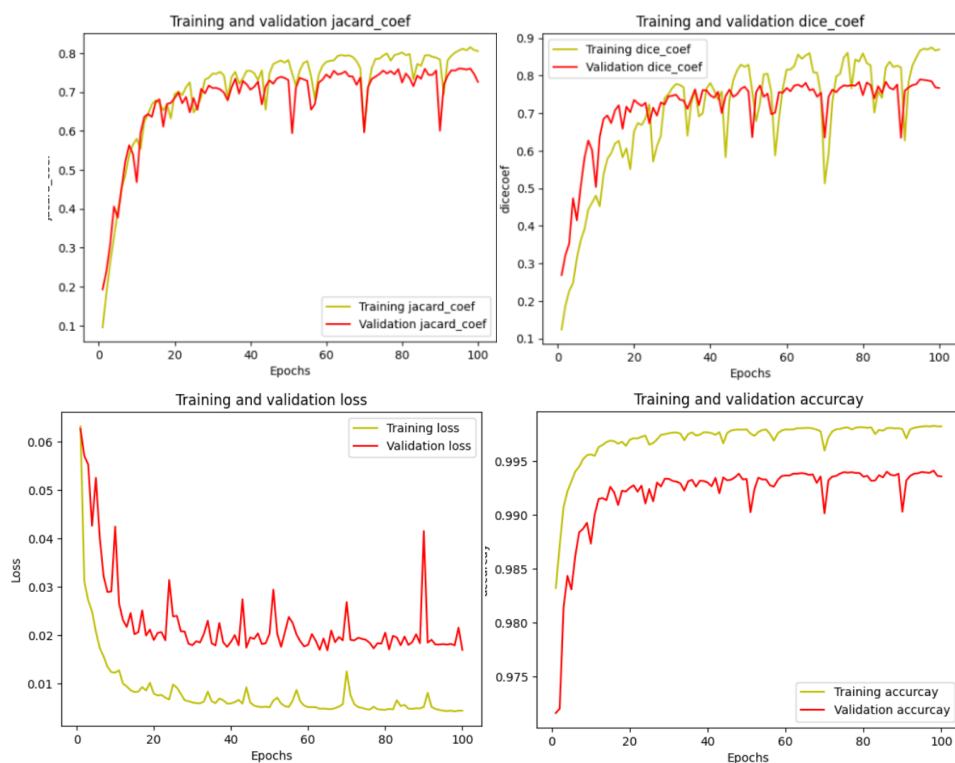 Training and validation jacard_coef
0.8
0.7
0.6
0.5
0.4
0.3
0.2
0.1
Training jacard_coef
Validation jacard_coef
0 20 40 60 80 100
Epochs
Training and validation dice_coef
0.9
0.8
0.7
0.6
0.5
0.4
0.3
0.2
0.1
dicecoef
Training dice_coef
Validation dice_coef
0 20 40 60 80 100
Epochs
Training and validation loss
0.06
0.05
0.04
0.03
0.02
0.01
Loss
Training loss
Validation loss
0 20 40 60 80 100
Epochs
Training and validation accurcay
0.995
0.990
0.985
0.980
0.975
Training accurcay
Validation accurcay
0 20 40 60 80 100
Epochs